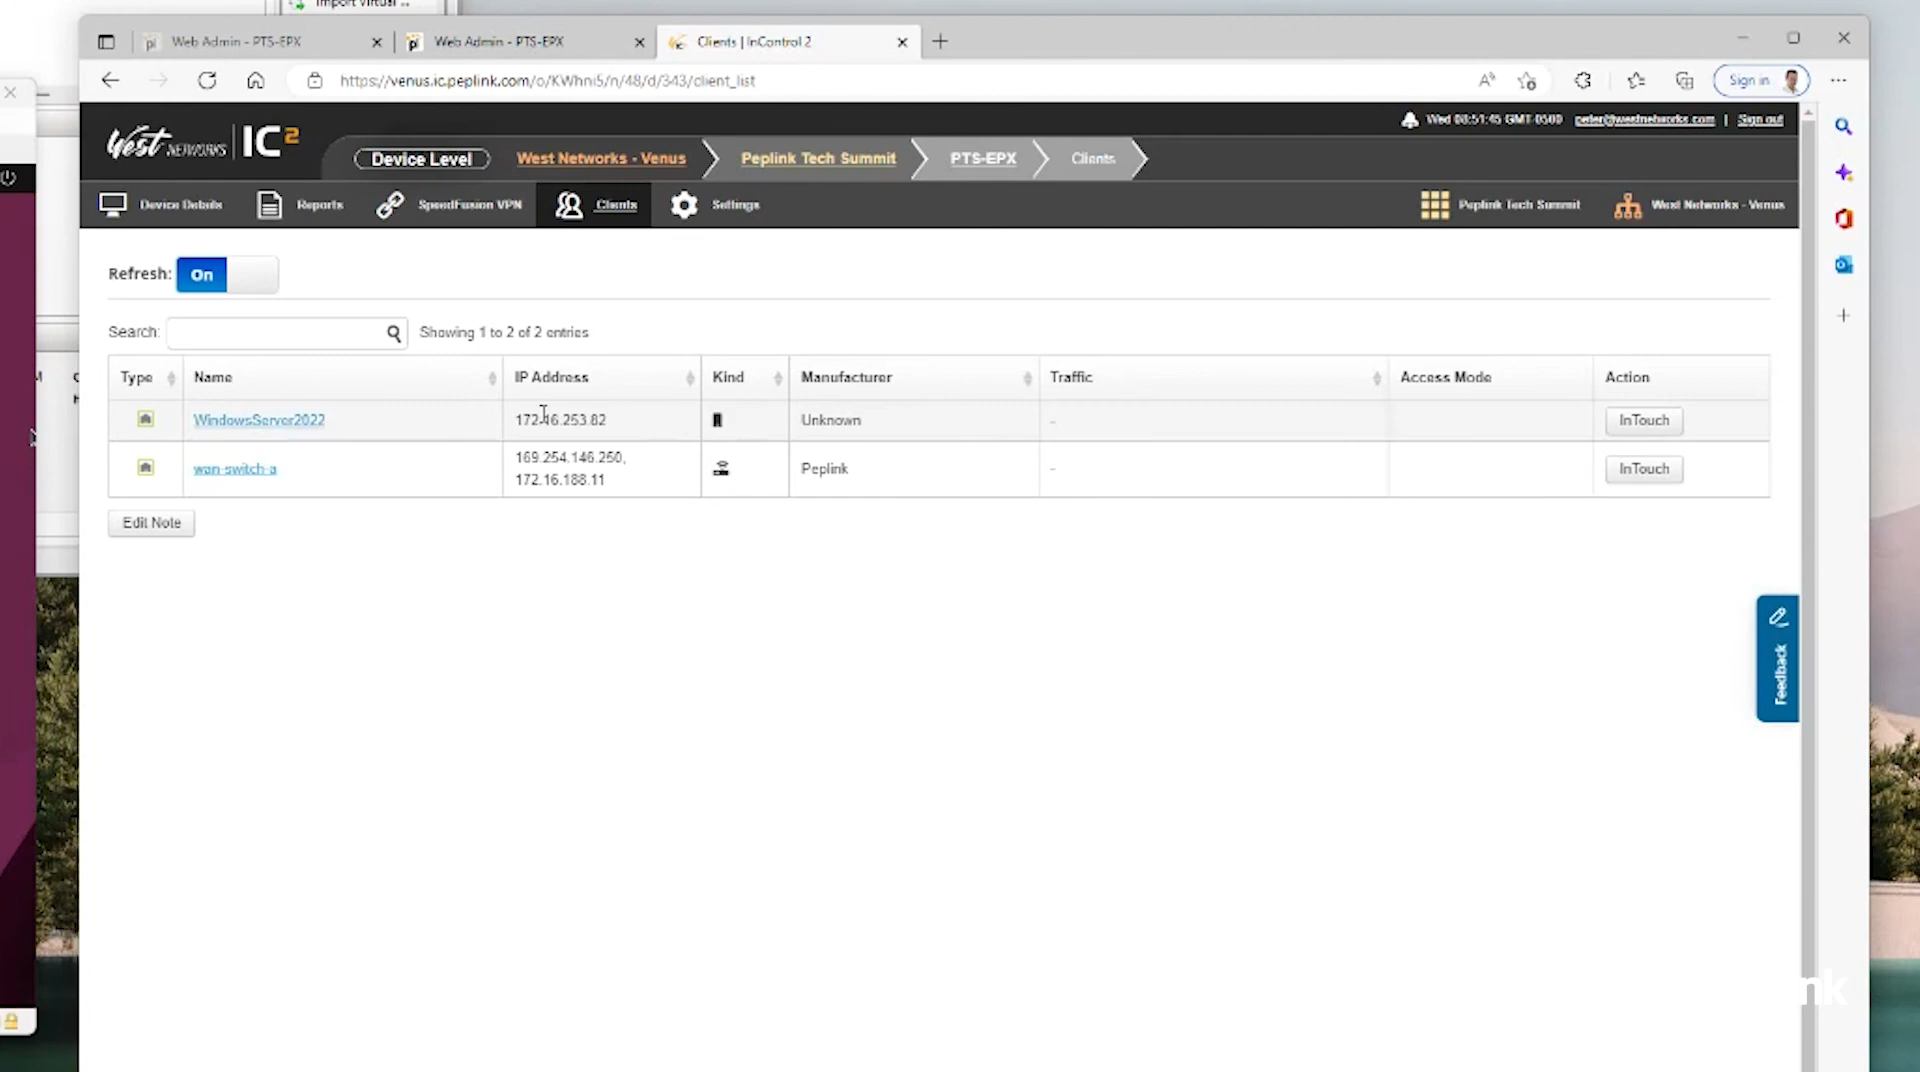 Import Virtual ..
Web Admin - PTS-EPX
Web Admin - PTS-EPX
Clients | InControl 2
https://venus.ic.peplink.com/o/KWhni5/n/48/d/343/client_list
Sign in
West NETWORKS IC2
Wed 08:51:45 GMT-0500 peter@westnetworks.com | Sign out
Device Level West Networks - Venus Peplink Tech Summit PTS-EPX Clients
Device Details Reports SpeedFusion VPN Clients Settings Peplink Tech Summit West Networks - Venus
Refresh: On
Search: Showing 1 to 2 of 2 entries
Type Name IP Address Kind Manufacturer Traffic Access Mode Action
WindowsServer2022 172.16.253.82 Unknown - InTouch
wan-switch-a 169.254.146.250, 172.16.188.11 Peplink - InTouch
Edit Note
Feedback
nk